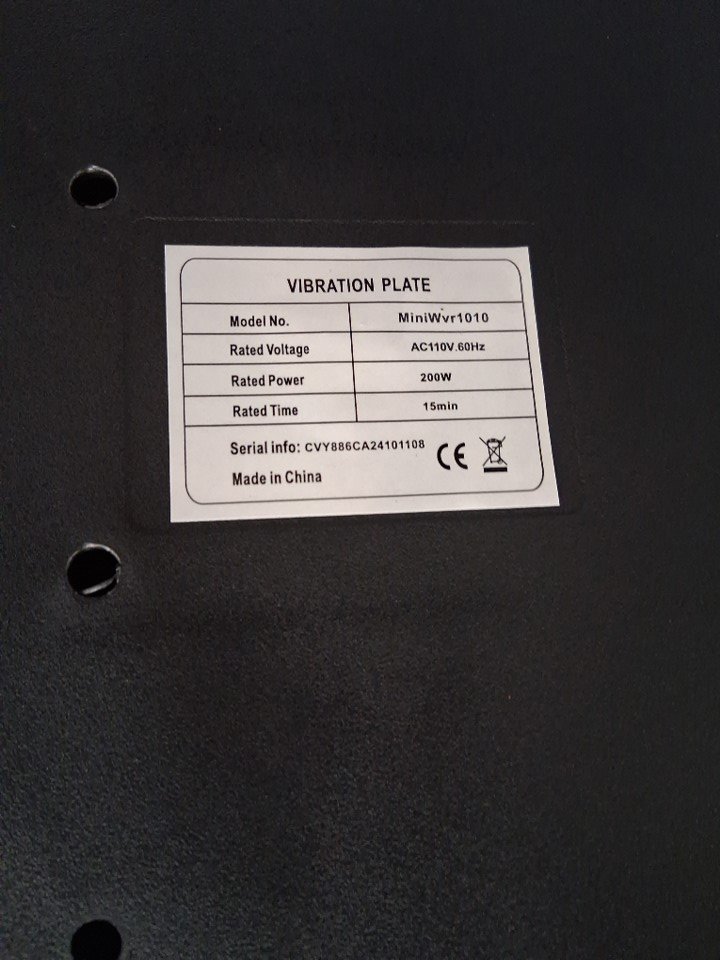 VIBRATION PLATE
Model No. MiniWvr1010
Rated Voltage AC110V.60Hz
Rated Power 200W
Rated Time 15min
Serial info: CVY886CA24101108 CE
Made in China